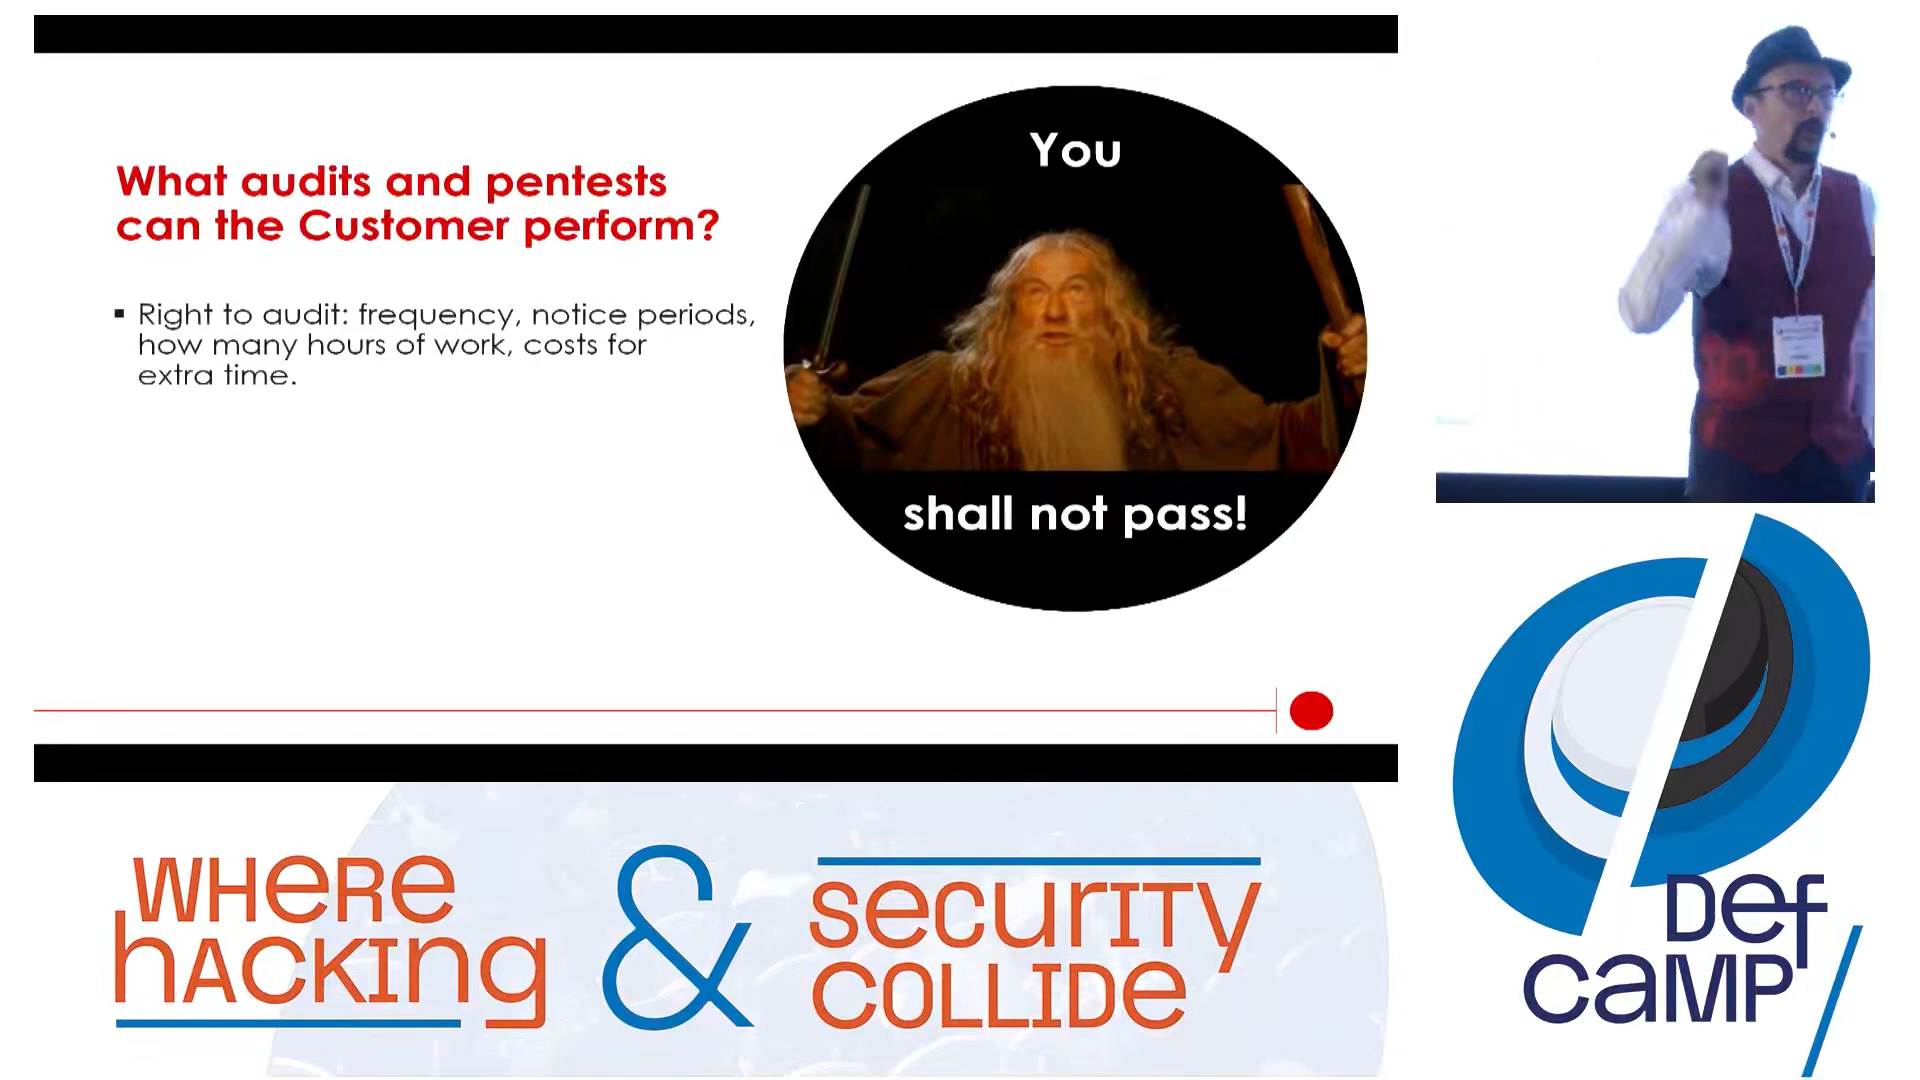 What audits and pentests
can the Customer perform?
▪ Right to audit: frequency, notice periods,
how many hours of work, costs for
extra time.
You
shall not pass!
WHere
hACKIng
&
securITy
COLLIDe
Def
camp